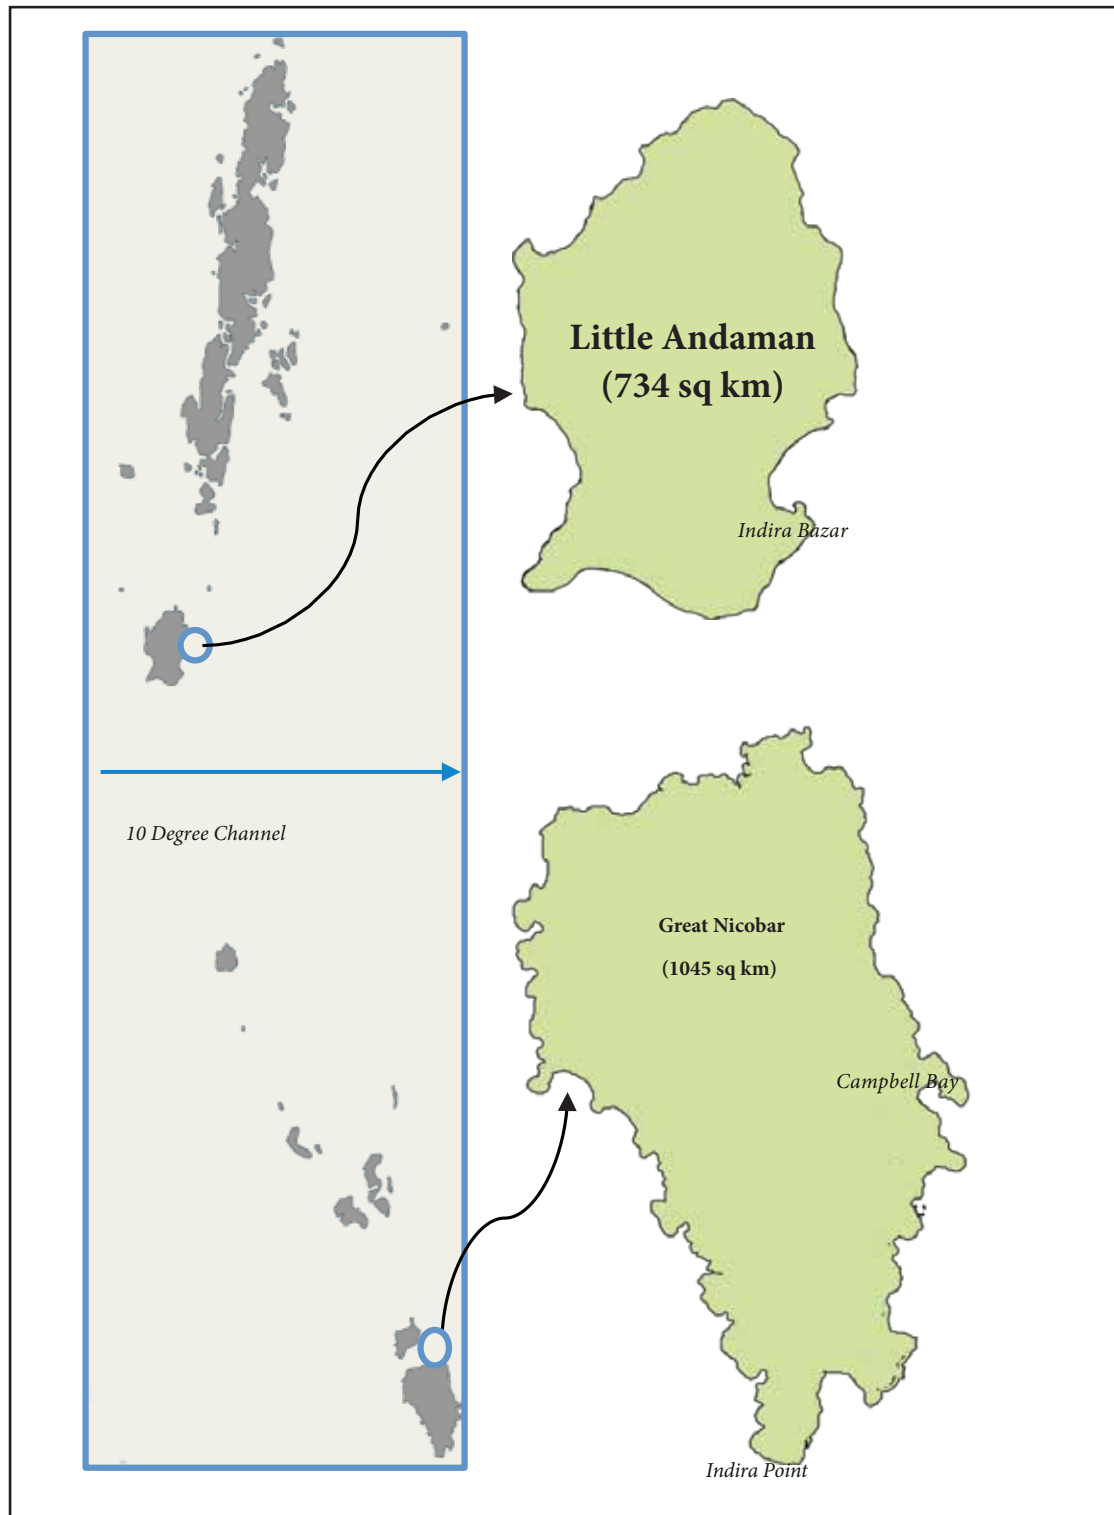 Little Andaman
(734 sq km)
Indira Bazar
10 Degree Channel
Great Nicobar
(1045 sq km)
Campbell Bay
Indira Point